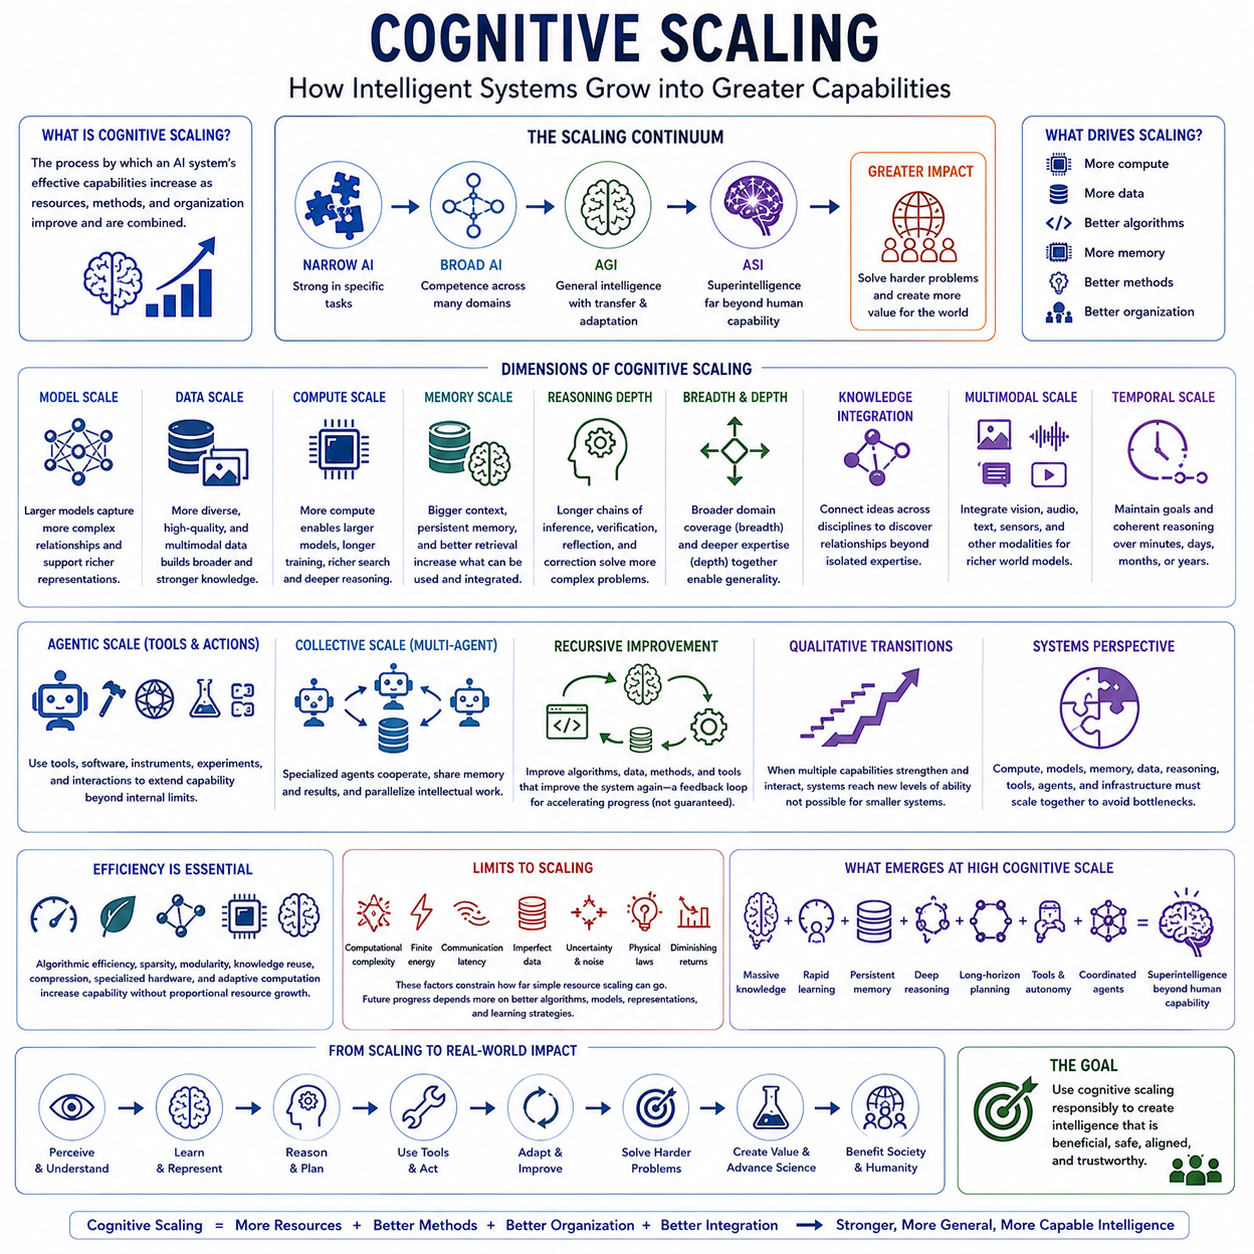 COGNITIVE SCALING
How Intelligent Systems Grow into Greater Capabilities
WHAT IS COGNITIVE SCALING?
The process by which an AI system's
effective capabilities increase as
resources, methods, and organization
improve and are combined.
THE SCALING CONTINUUM
NARROW AI
Strong in specific
tasks
BROAD AI
Competence across
many domains
AGI
General intelligence
with transfer &
adaptation
ASI
Superintelligence
far beyond human
capability
GREATER IMPACT
Solve harder problems
and create more
value for the world
WHAT DRIVES SCALING?
More compute
More data
Better algorithms
More memory
Better methods
Better organization
DIMENSIONS OF COGNITIVE SCALING
MODEL SCALE
Larger models capture
more complex
relationships and
support richer
representations.
DATA SCALE
More diverse,
high-quality, and
multimodal data
builds broader and
stronger knowledge.
COMPUTE SCALE
More compute
enables larger
models, longer
training, richer search
and deeper reasoning.
MEMORY SCALE
Bigger context,
persistent memory,
and better retrieval
increase what can be
used and integrated.
REASONING DEPTH
Longer chains of
inference, verification,
reflection, and
correction solve more
complex problems.
BREADTH & DEPTH
Broader domain
coverage (breadth)
and deeper expertise
(depth) together
enable generality.
KNOWLEDGE
INTEGRATION
Connect ideas across
disciplines to discover
relationships beyond
isolated expertise.
MULTIMODAL SCALE
Integrate vision, audio,
text, sensors, and
other modalities for
richer world models.
TEMPORAL SCALE
Maintain goals and
coherent reasoning
over minutes, days,
months, or years.
AGENTIC SCALE (TOOLS & ACTIONS)
Use tools, software, instruments, experiments,
and interactions to extend capability
beyond internal limits.
COLLECTIVE SCALE (MULTI-AGENT)
Specialized agents cooperate, share memory
and results, and parallelize intellectual work.
RECURSIVE IMPROVEMENT
</>
Improve algorithms, data, methods, and tools
that improve the system again—a feedback loop
for accelerating progress (not guaranteed).
QUALITATIVE TRANSITIONS
When multiple capabilities strengthen and
interact, systems reach new levels of ability
not possible for smaller systems.
SYSTEMS PERSPECTIVE
Compute, models, memory, data, reasoning,
tools, agents, and infrastructure must
scale together to avoid bottlenecks.
EFFICIENCY IS ESSENTIAL
Algorithmic efficiency, sparsity, modularity, knowledge reuse,
compression, specialized hardware, and adaptive computation
increase capability without proportional resource growth.
LIMITS TO SCALING
Computational
complexity
Finite
energy
Communication
latency
Imperfect
data
Uncertainty
& noise
Physical
laws
Diminishing
returns
These factors constrain how far simple resource scaling can go.
Future progress depends more on better algorithms, models, representations,
and learning strategies.
WHAT EMERGES AT HIGH COGNITIVE SCALE
+ + + + + + =
Massive
knowledge
Rapid
learning
Persistent
memory
Deep
reasoning
Long-horizon
planning
Tools &
autonomy
Coordinated
agents
Superintelligence
beyond human
capability
FROM SCALING TO REAL-WORLD IMPACT
Perceive
& Understand
Learn
& Represent
Reason
& Plan
Use Tools
& Act
Adapt &
Improve
Solve Harder
Problems
Create Value &
Advance Science
Benefit Society
& Humanity
THE GOAL
Use cognitive scaling
responsibly to create
intelligence that is
beneficial, safe, aligned,
and trustworthy.
Cognitive Scaling = More Resources + Better Methods + Better Organization + Better Integration → Stronger, More General, More Capable Intelligence